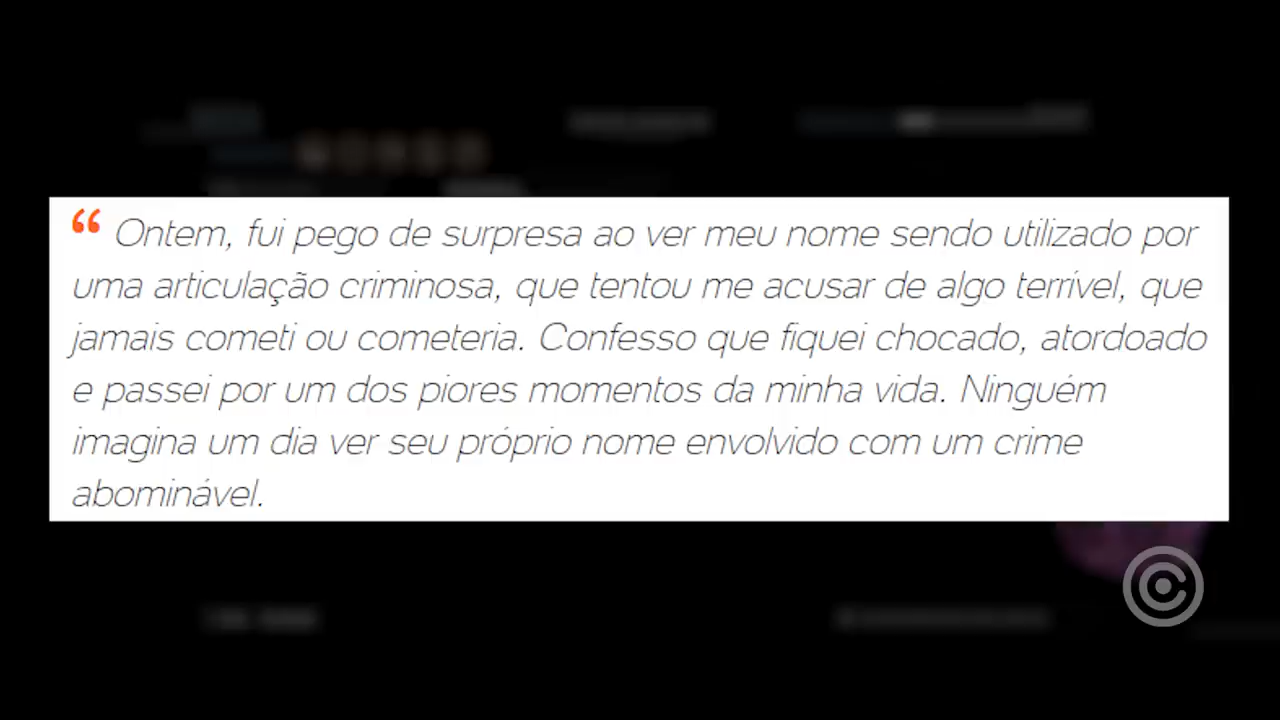 “ Ontem, fui pego de surpresa ao ver meu nome sendo utilizado por
uma articulação criminosa, que tentou me acusar de algo terrível, que
jamais cometi ou cometeria. Confesso que fiquei chocado, atordoado
e passei por um dos piores momentos da minha vida. Ninguém
imagina um dia ver seu próprio nome envolvido com um crime
abominável.